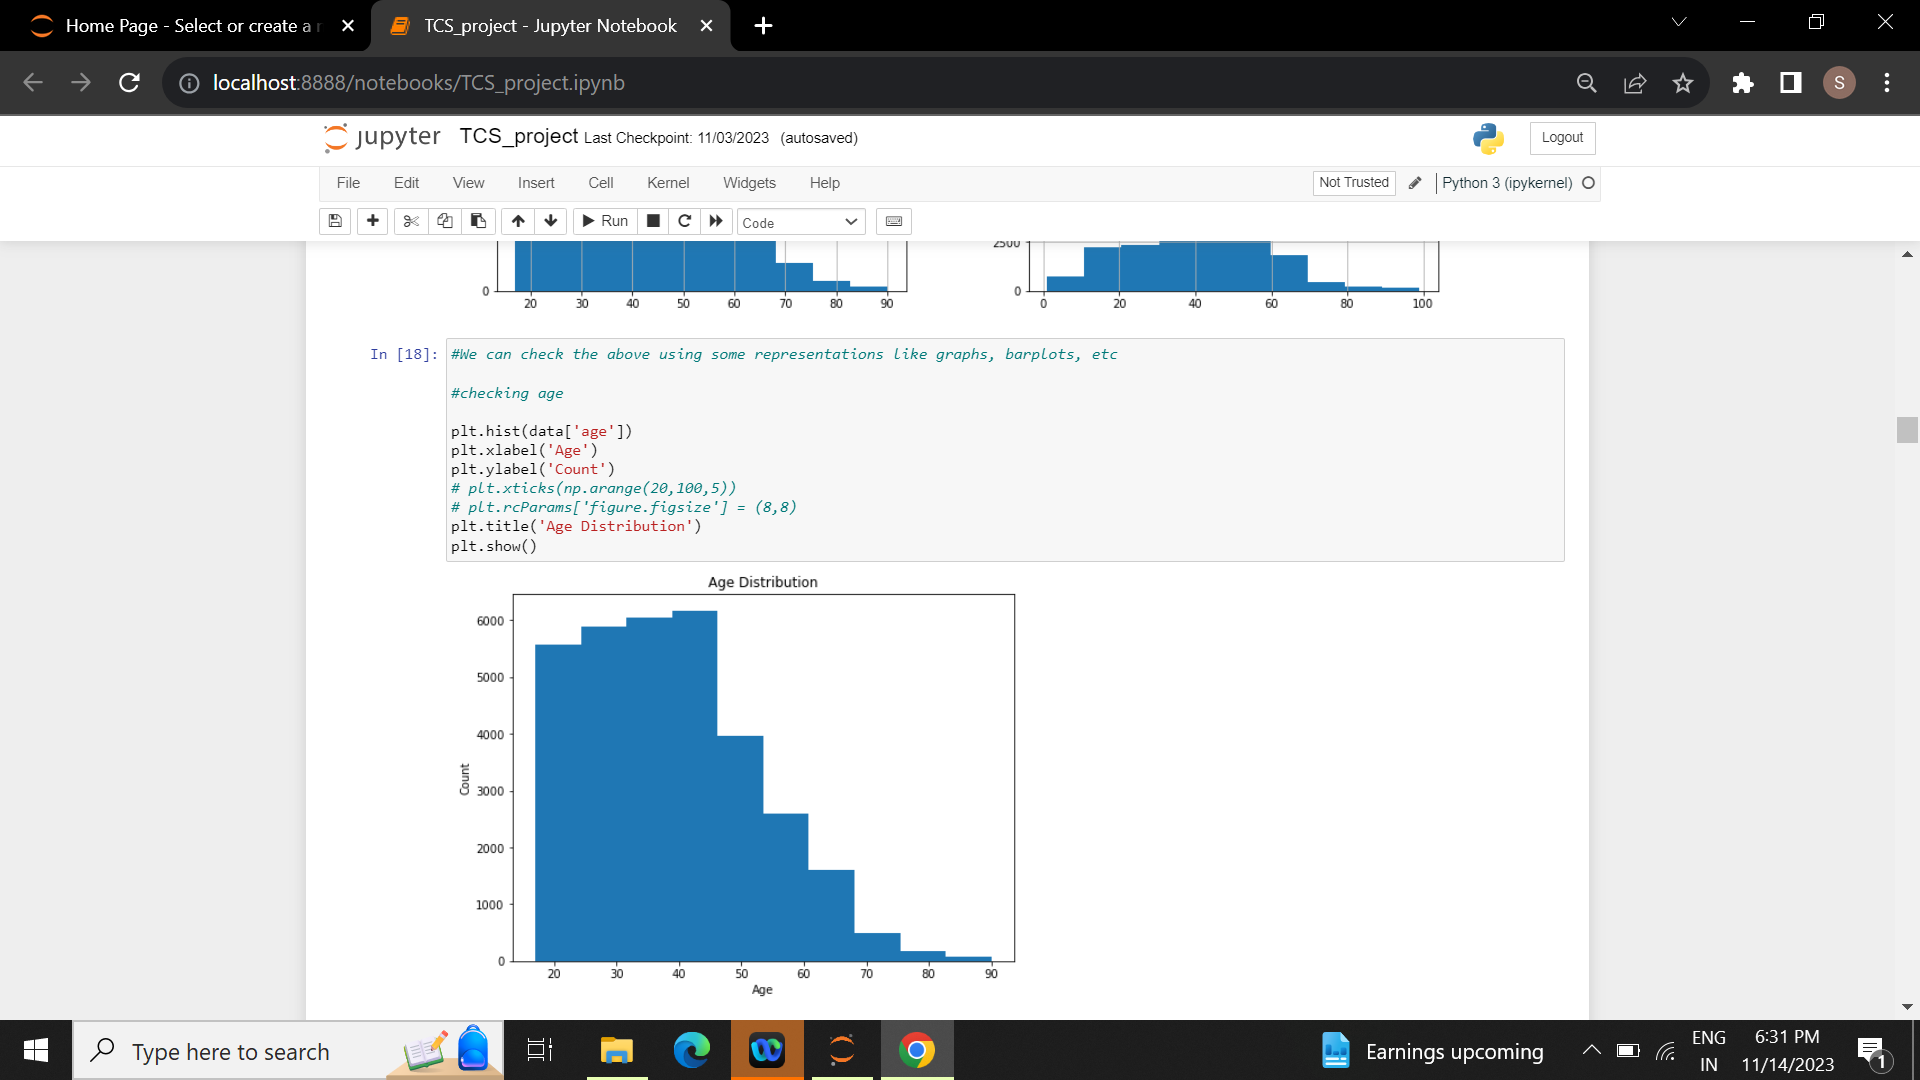 Home Page - Select or create a
TCS_project - Jupyter Notebook
localhost:8888/notebooks/TCS_project.ipynb
S
jupyter TCS_project Last Checkpoint: 11/03/2023 (autosaved)
Logout
File Edit View Insert Cell Kernel Widgets Help
Not Trusted
Python 3 (ipykernel)
Run
Code
0
20 30 40 50 60 70 80 90
2500
0
0 20 40 60 80 100
In [18]:
#We can check the above using some representations like graphs, barplots, etc
#checking age
plt.hist(data['age'])
plt.xlabel('Age')
plt.ylabel('Count')
# plt.xticks(np.arange(20,100,5))
# plt.rcParams['figure.figsize'] = (8,8)
plt.title('Age Distribution')
plt.show()
Age Distribution
6000
5000
4000
3000
2000
1000
0
Count
20 30 40 50 60 70 80 90
Age
Type here to search
Earnings upcoming
ENG
IN
6:31 PM
11/14/2023
1